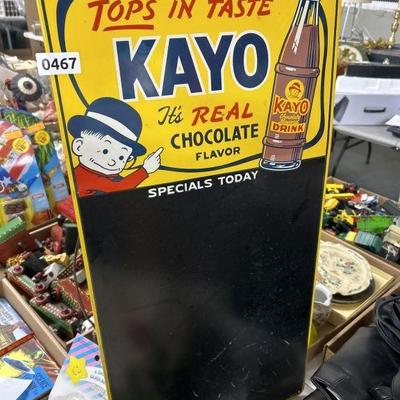 TOPS IN TASTE
0467
KAYO
It's REAL
CHOCOLATE
FLAVOR
KAYO
DRINK
SPECIALS TODAY